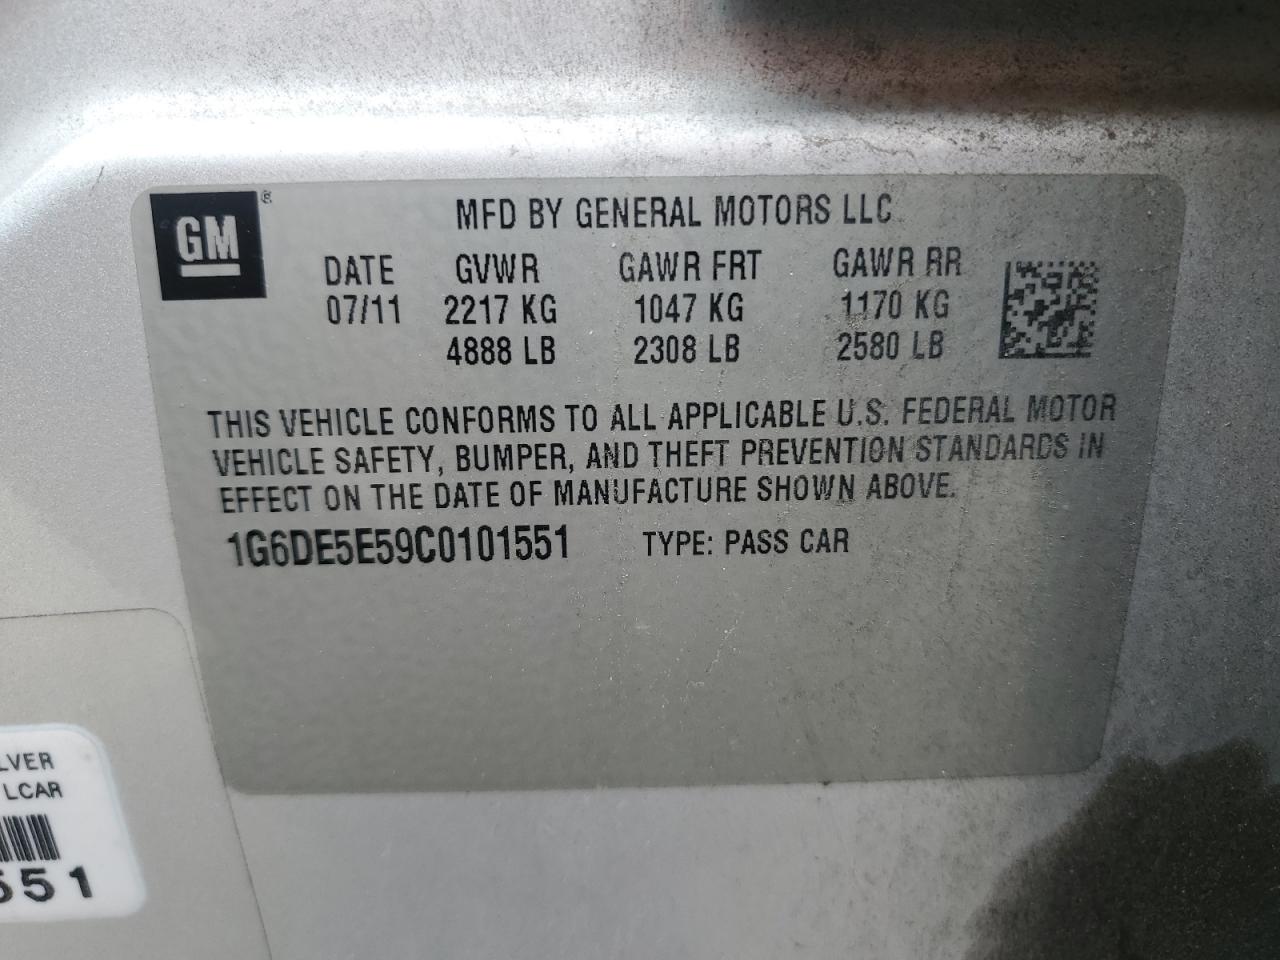 GM ®
MFD BY GENERAL MOTORS LLC
DATE GVWR GAWR FRT GAWR RR
07/11 2217 KG 1047 KG 1170 KG
4888 LB 2308 LB 2580 LB
THIS VEHICLE CONFORMS TO ALL APPLICABLE U.S. FEDERAL MOTOR
VEHICLE SAFETY, BUMPER, AND THEFT PREVENTION STANDARDS IN
EFFECT ON THE DATE OF MANUFACTURE SHOWN ABOVE.
1G6DE5E59C0101551 TYPE: PASS CAR
LVER
LCAR
551